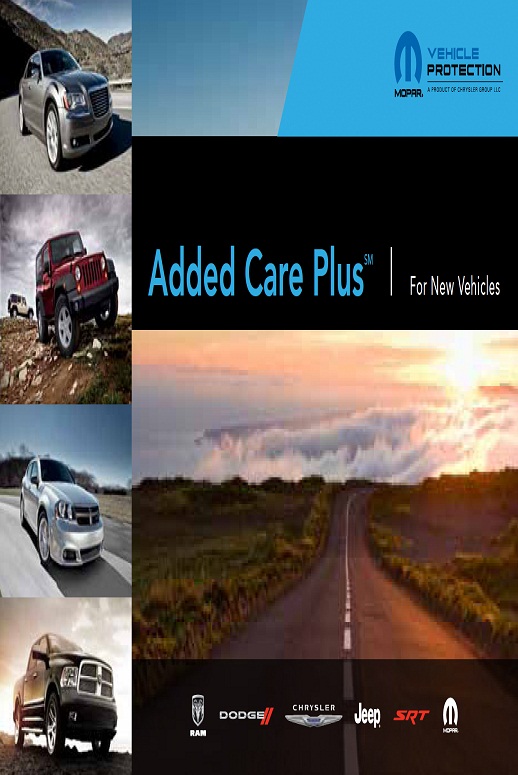 VEHICLE
PROTECTION
MOPAR.
A PRODUCT OF CHRYSLER GROUP LLC
Added Care Plus℠ | For New Vehicles
RAM
DODGE//
CHRYSLER
Jeep
SRT
MOPAR.